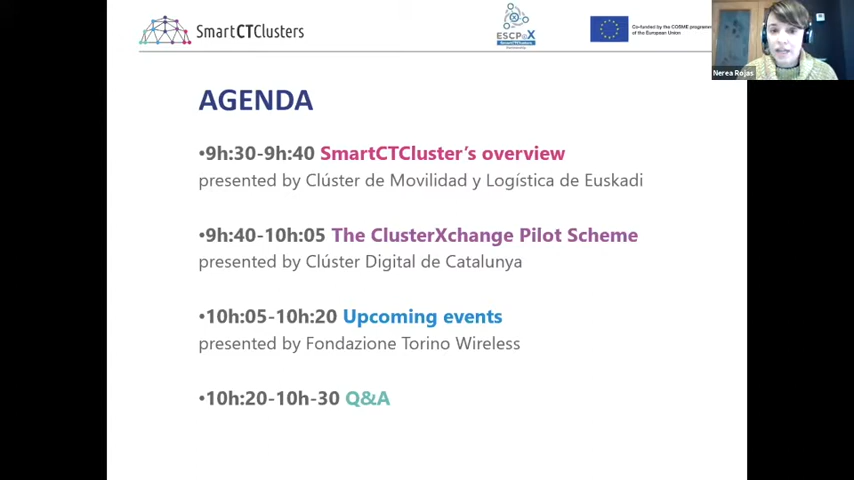 SmartCTClusters
ESCP X
Co-funded by the COSME programme
of the European Union
Nerea Rojas
AGENDA
•9h:30-9h:40 SmartCTCluster's overview
presented by Clúster de Movilidad y Logística de Euskadi
•9h:40-10h:05 The ClusterXchange Pilot Scheme
presented by Clúster Digital de Catalunya
•10h:05-10h:20 Upcoming events
presented by Fondazione Torino Wireless
•10h:20-10h-30 Q&A